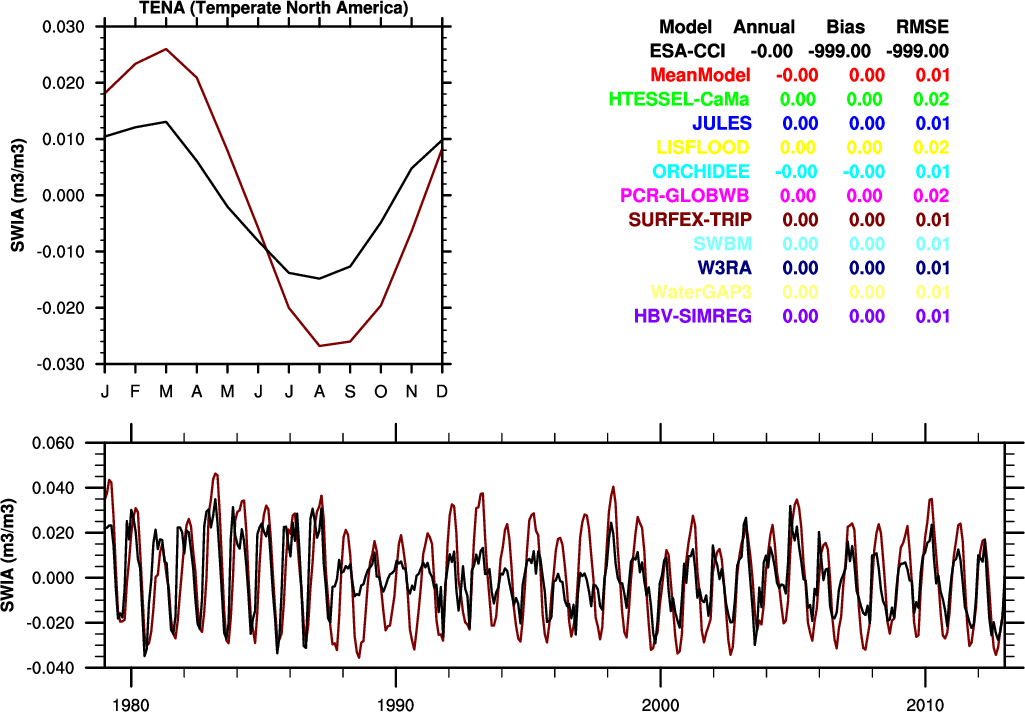 TENA (Temperate North America)
SWIA (m3/m3)
0.030
0.020
0.010
0.000
-0.010
-0.020
-0.030
J F M A M J J A S O N D
Model Annual Bias RMSE
ESA-CCI -0.00 -999.00 -999.00
MeanModel -0.00 0.00 0.01
HTESSEL-CaMa 0.00 0.00 0.02
JULES 0.00 0.00 0.01
LISFLOOD 0.00 0.00 0.02
ORCHIDEE -0.00 -0.00 0.01
PCR-GLOBWB 0.00 0.00 0.02
SURFEX-TRIP 0.00 0.00 0.01
SWBM 0.00 0.00 0.01
W3RA 0.00 0.00 0.01
WaterGAP3 0.00 0.00 0.01
HBV-SIMREG 0.00 0.00 0.01
SWIA (m3/m3)
0.060
0.040
0.020
0.000
-0.020
-0.040
1980 1990 2000 2010